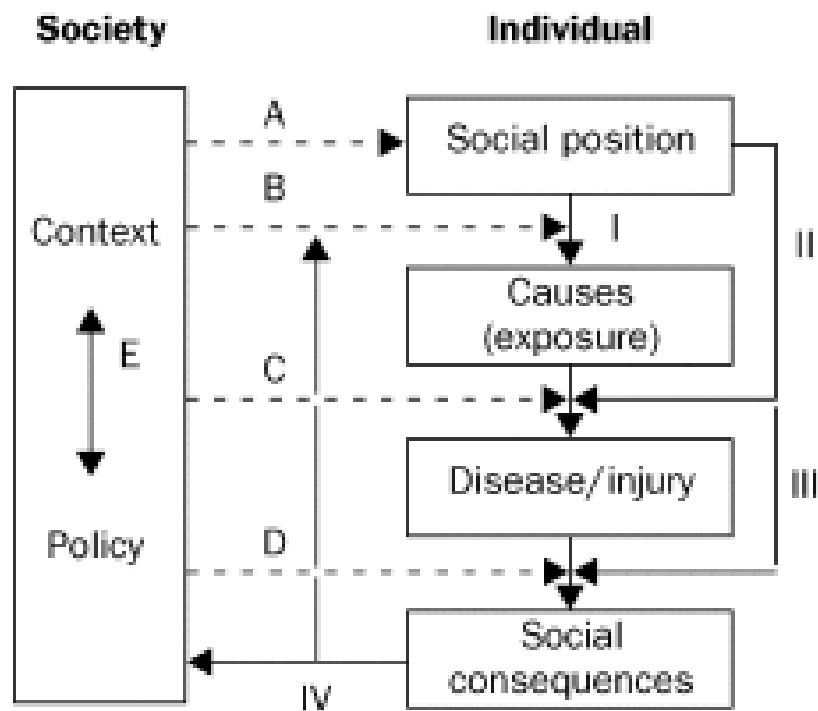 Society
Individual
A
Social position
B
Context
I
II
Causes
(exposure)
E
C
Disease/injury
III
Policy
D
Social
consequences
IV